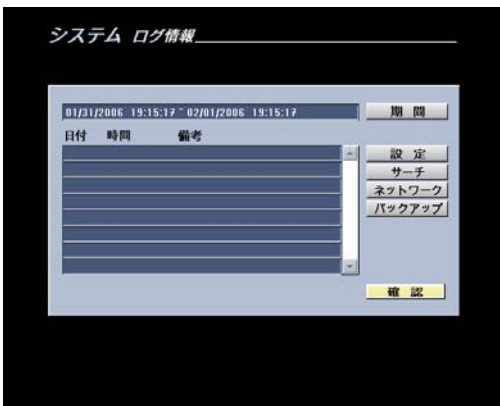 システム ログ情報
01/31/2006 19:15:17 ~ 02/01/2006 19:15:17
期 間
日付 時間 備考
設 定
サーチ
ネットワーク
バックアップ
確 認